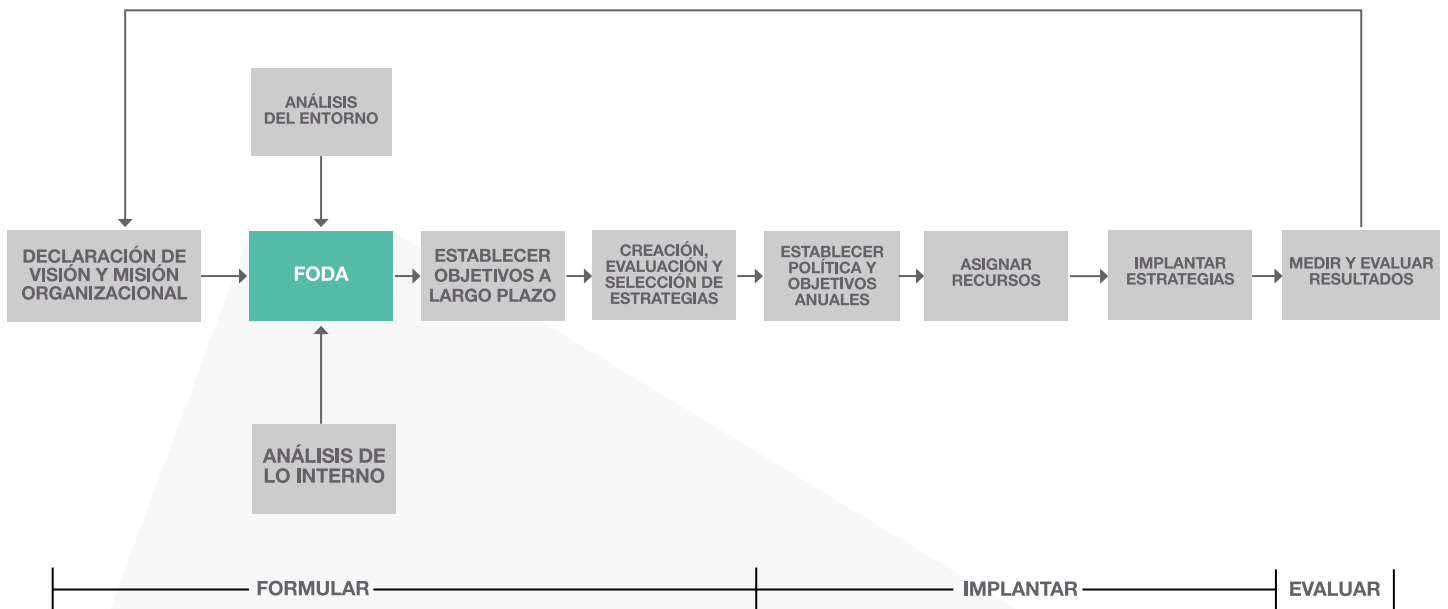 ANÁLISIS
DEL ENTORNO
DECLARACIÓN DE
VISIÓN Y MISIÓN
ORGANIZACIONAL
FODA
ESTABLECER
OBJETIVOS A
LARGO PLAZO
CREACIÓN,
EVALUACIÓN Y
SELECCIÓN DE
ESTRATEGIAS
ESTABLECER
POLÍTICA Y
OBJETIVOS
ANUALES
ASIGNAR
RECURSOS
IMPLANTAR
ESTRATEGIAS
MEDIR Y EVALUAR
RESULTADOS
ANÁLISIS DE
LO INTERNO
FORMULAR
IMPLANTAR
EVALUAR